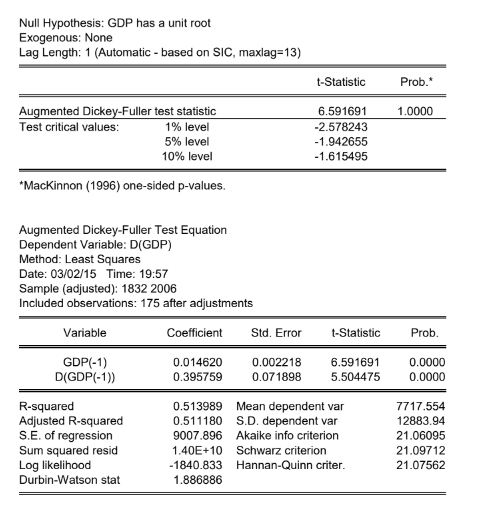 Null Hypothesis: GDP has a unit root
Exogenous: None
Lag Length: 1 (Automatic - based on SIC, maxlag=13)
t-Statistic Prob.*
Augmented Dickey-Fuller test statistic 6.591691 1.0000
Test critical values: 1% level -2.578243
5% level -1.942655
10% level -1.615495
*MacKinnon (1996) one-sided p-values.
Augmented Dickey-Fuller Test Equation
Dependent Variable: D(GDP)
Method: Least Squares
Date: 03/02/15 Time: 19:57
Sample (adjusted): 1832 2006
Included observations: 175 after adjustments
Variable Coefficient Std. Error t-Statistic Prob.
GDP(-1) 0.014620 0.002218 6.591691 0.0000
D(GDP(-1)) 0.395759 0.071898 5.504475 0.0000
R-squared 0.513989 Mean dependent var 7717.554
Adjusted R-squared 0.511180 S.D. dependent var 12883.94
S.E. of regression 9007.896 Akaike info criterion 21.06095
Sum squared resid 1.40E+10 Schwarz criterion 21.09712
Log likelihood -1840.833 Hannan-Quinn criter. 21.07562
Durbin-Watson stat 1.886886